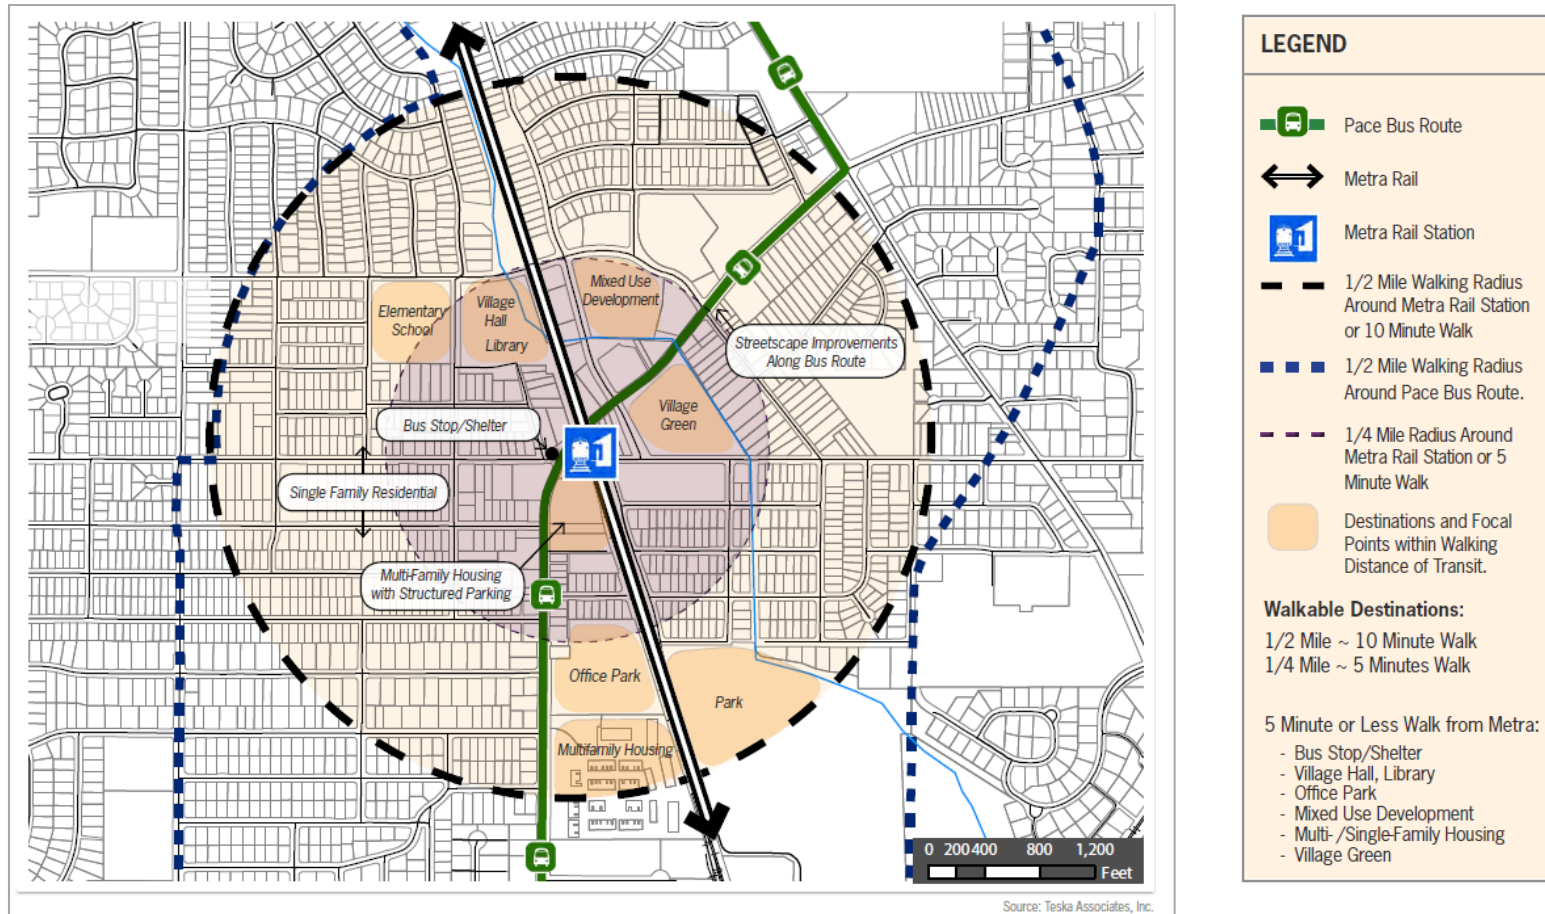 Mixed Use
Development
Elementary
School
Village
Hall
Library
Streetscape Improvements
Along Bus Route
Village
Green
Bus Stop/Shelter
Single Family Residential
Multi-Family Housing
with Structured Parking
Office Park
Park
Multifamily Housing
0 200 400 800 1,200
Feet
Source: Teska Associates, Inc.
LEGEND
Pace Bus Route
Metra Rail
Metra Rail Station
1/2 Mile Walking Radius
Around Metra Rail Station
or 10 Minute Walk
1/2 Mile Walking Radius
Around Pace Bus Route.
1/4 Mile Radius Around
Metra Rail Station or 5
Minute Walk
Destinations and Focal
Points within Walking
Distance of Transit.
Walkable Destinations:
1/2 Mile ~ 10 Minute Walk
1/4 Mile ~ 5 Minutes Walk
5 Minute or Less Walk from Metra:
- Bus Stop/Shelter
- Village Hall, Library
- Office Park
- Mixed Use Development
- Multi-/Single-Family Housing
- Village Green